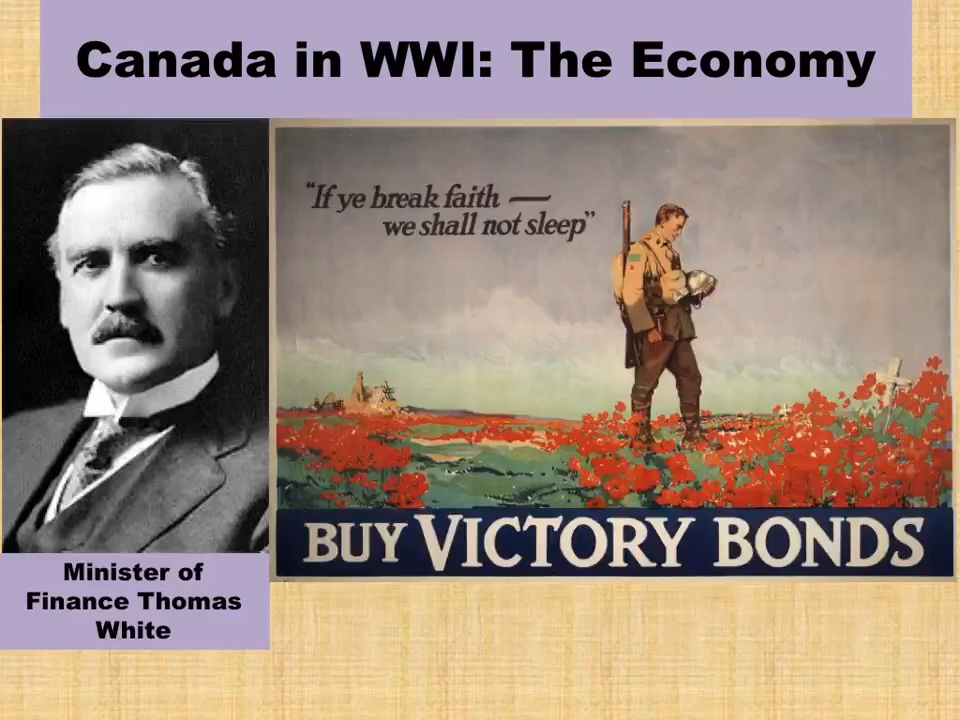 Canada in WWI: The Economy
“If ye break faith —
we shall not sleep”
BUY VICTORY BONDS
Minister of
Finance Thomas
White